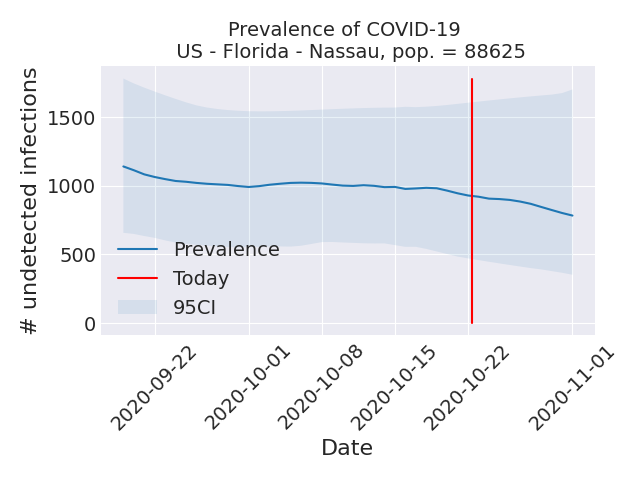 Prevalence of COVID-19
US - Florida - Nassau, pop. = 88625
# undetected infections
1500
1000
500
0
Prevalence
Today
95CI
2020-09-22
2020-10-01
2020-10-08
2020-10-15
2020-10-22
2020-11-01
Date